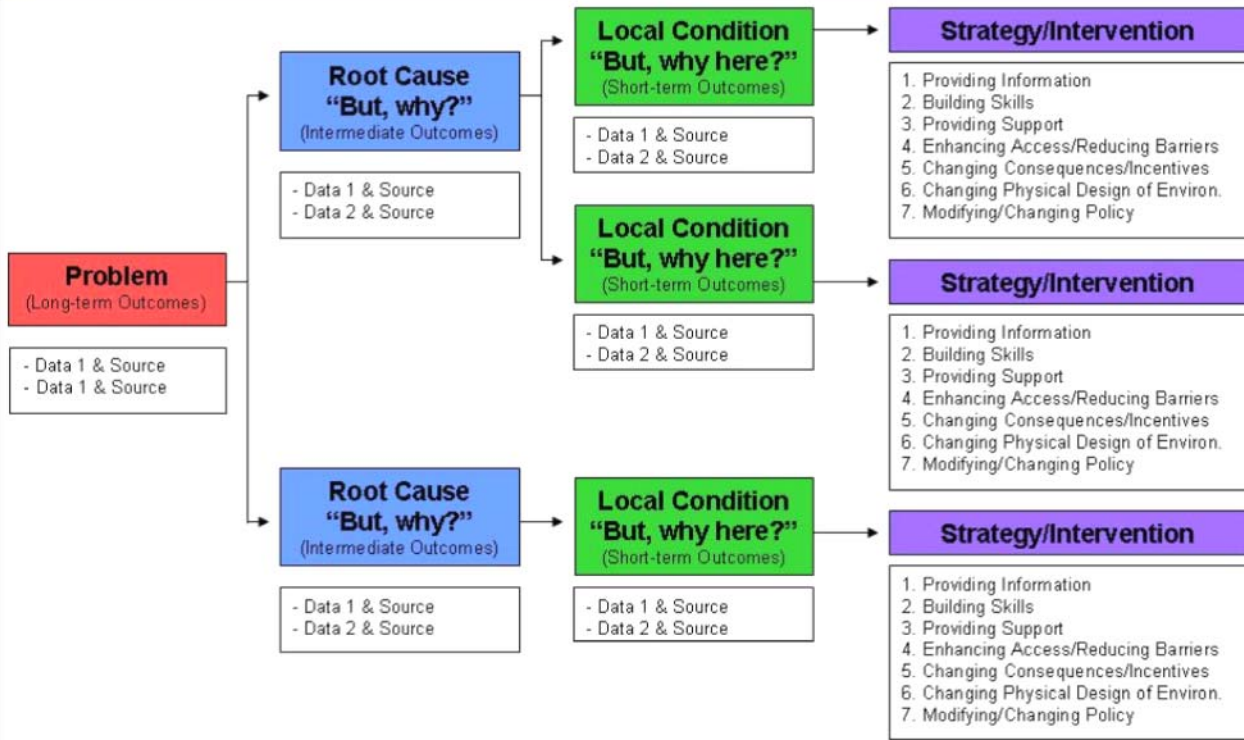 Problem
(Long-term Outcomes)
- Data 1 & Source
- Data 1 & Source
Root Cause
“But, why?”
(Intermediate Outcomes)
- Data 1 & Source
- Data 2 & Source
Local Condition
“But, why here?”
(Short-term Outcomes)
- Data 1 & Source
- Data 2 & Source
Strategy/Intervention
1. Providing Information
2. Building Skills
3. Providing Support
4. Enhancing Access/Reducing Barriers
5. Changing Consequences/Incentives
6. Changing Physical Design of Environ.
7. Modifying/Changing Policy
Local Condition
“But, why here?”
(Short-term Outcomes)
- Data 1 & Source
- Data 2 & Source
Strategy/Intervention
1. Providing Information
2. Building Skills
3. Providing Support
4. Enhancing Access/Reducing Barriers
5. Changing Consequences/Incentives
6. Changing Physical Design of Environ.
7. Modifying/Changing Policy
Root Cause
“But, why?”
(Intermediate Outcomes)
- Data 1 & Source
- Data 2 & Source
Local Condition
“But, why here?”
(Short-term Outcomes)
- Data 1 & Source
- Data 2 & Source
Strategy/Intervention
1. Providing Information
2. Building Skills
3. Providing Support
4. Enhancing Access/Reducing Barriers
5. Changing Consequences/Incentives
6. Changing Physical Design of Environ.
7. Modifying/Changing Policy